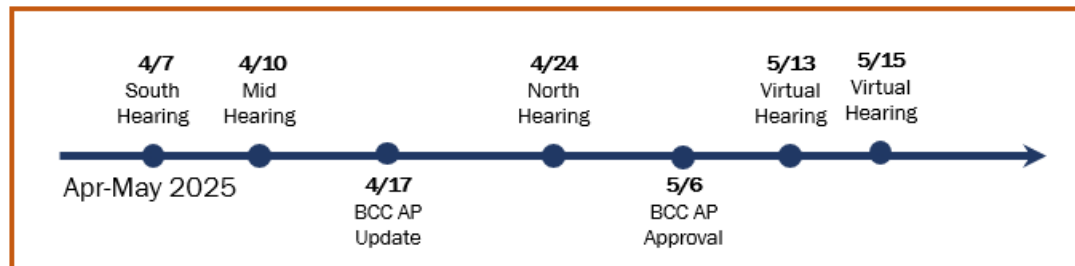 4/7
South
Hearing
4/10
Mid
Hearing
4/24
North
Hearing
5/13
Virtual
Hearing
5/15
Virtual
Hearing
Apr-May 2025
4/17
BCC AP
Update
5/6
BCC AP
Approval